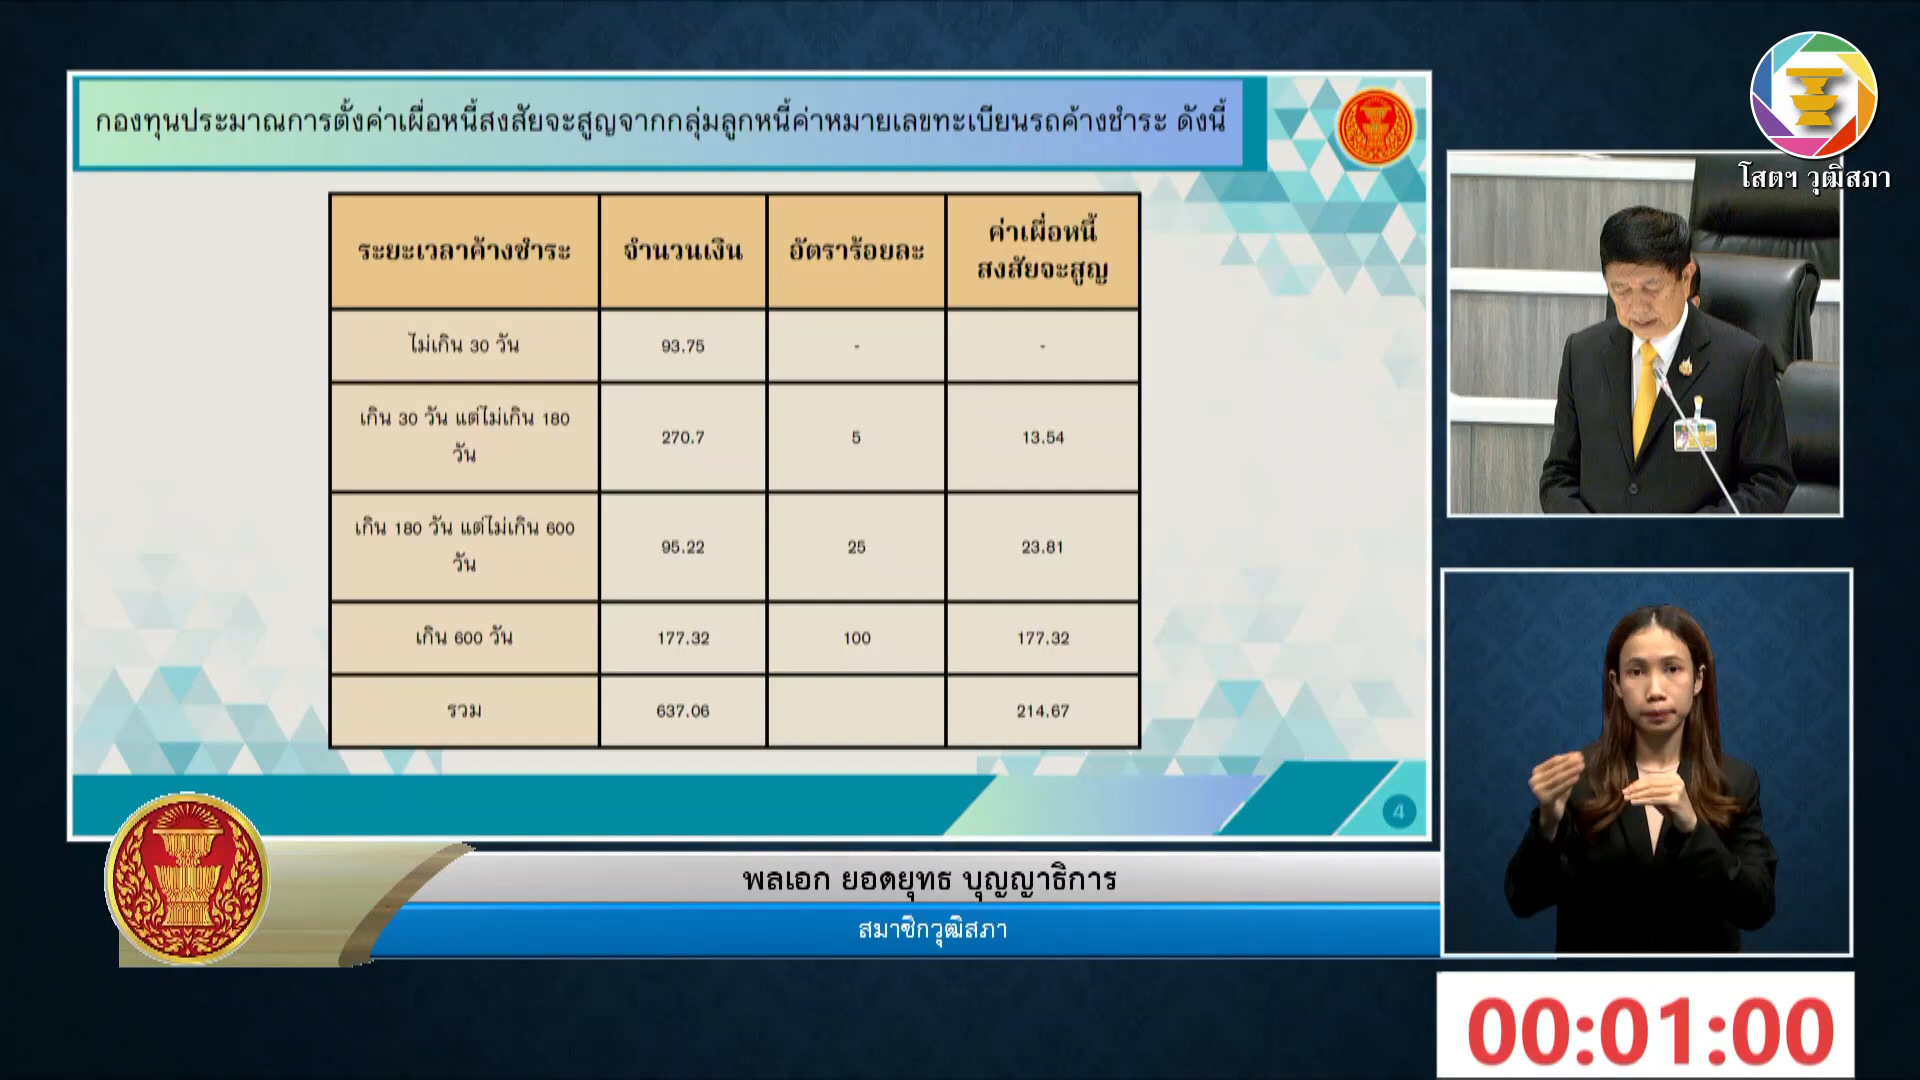 กองทุนประมาณการตั้งค่าเผื่อหนี้สงสัยจะสูญจากกลุ่มลูกหนี้ค่าหมายเลขทะเบียนรถค้างชำระ ดังนี้
โสตฯ วุฒิสภา
ระยะเวลาค้างชำระ จำนวนเงิน อัตราร้อยละ ค่าเผื่อหนี้
สงสัยจะสูญ
ไม่เกิน 30 วัน 93.75 - -
เกิน 30 วัน แต่ไม่เกิน 180
วัน 270.7 5 13.54
เกิน 180 วัน แต่ไม่เกิน 600
วัน 95.22 25 23.81
เกิน 600 วัน 177.32 100 177.32
รวม 637.06 214.67
4
พลเอก ยอดยุทธ บุญญาธิการ
สมาชิกวุฒิสภา
00:01:00